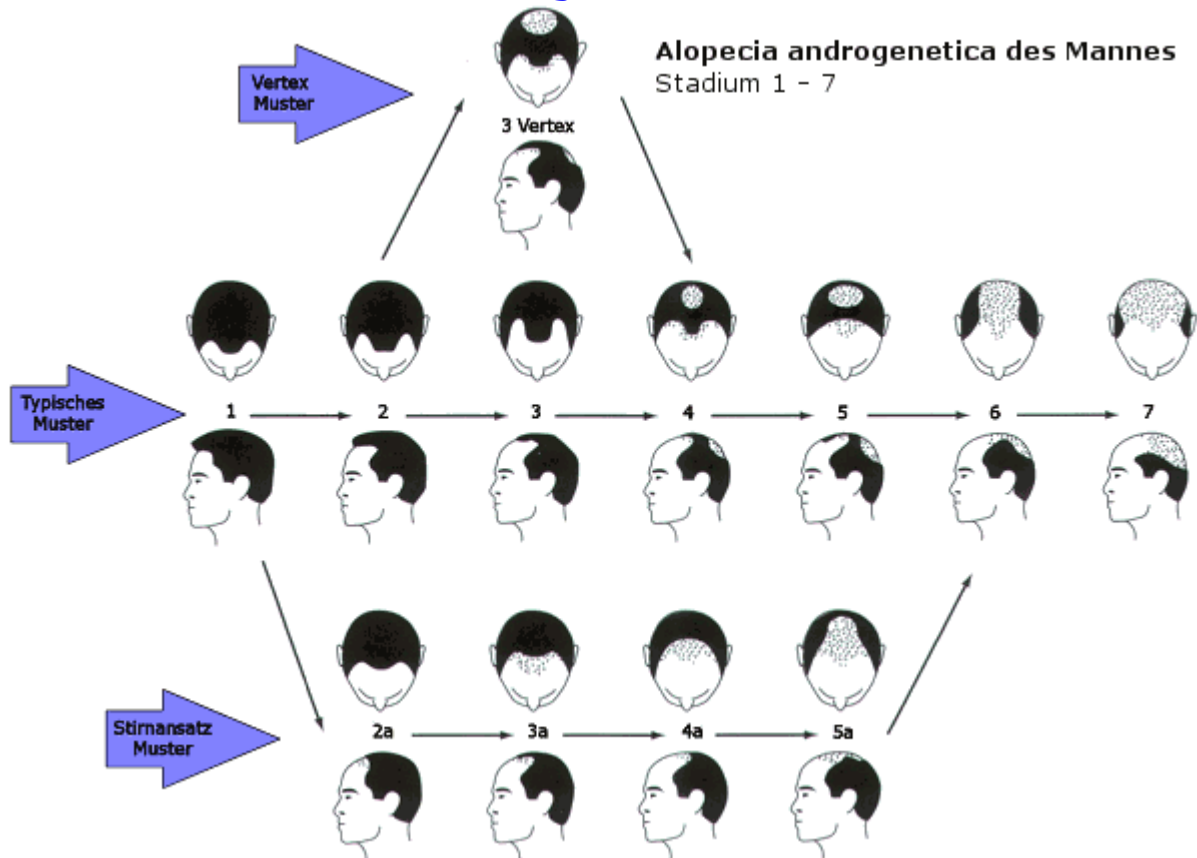 Alopecia androgenetica des Mannes
Stadium 1 - 7
Vertex
Muster
3 Vertex
Typisches
Muster
1
2
3
4
5
6
7
Stirnansatz
Muster
2a
3a
4a
5a